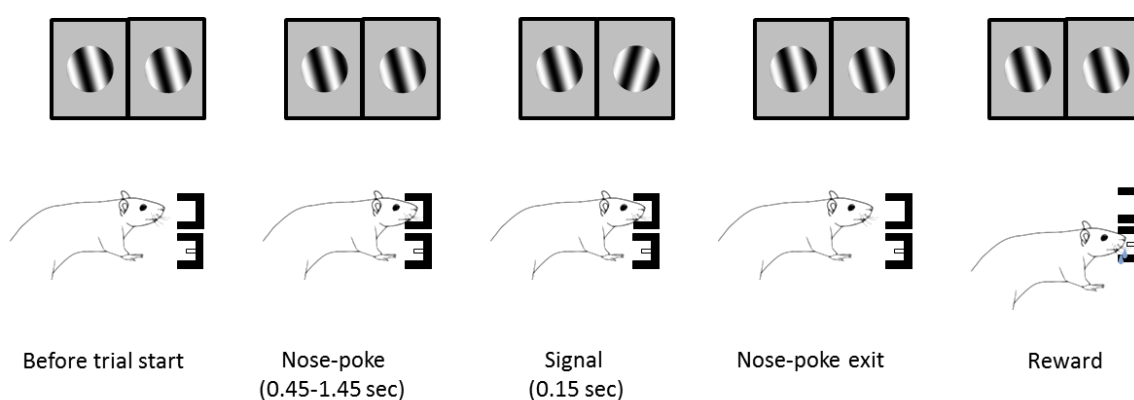 Before trial start
Nose-poke
(0.45-1.45 sec)
Signal
(0.15 sec)
Nose-poke exit
Reward